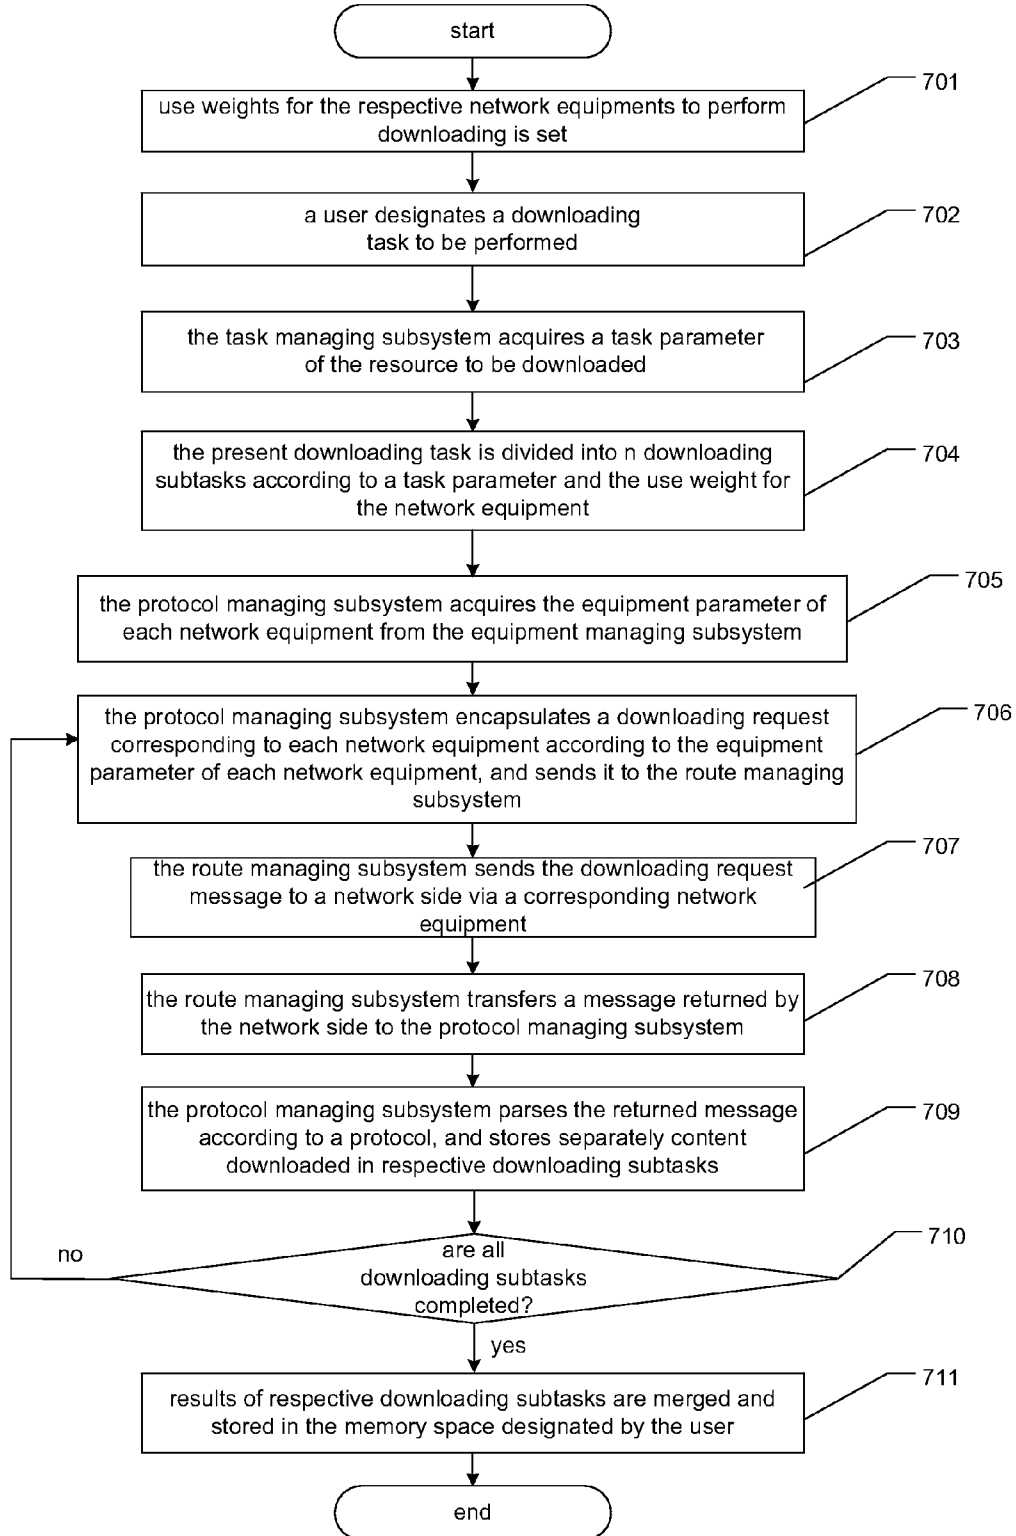 start
701
use weights for the respective network equipments to perform
downloading is set
702
a user designates a downloading
task to be performed
703
the task managing subsystem acquires a task parameter
of the resource to be downloaded
704
the present downloading task is divided into n downloading
subtasks according to a task parameter and the use weight for
the network equipment
705
the protocol managing subsystem acquires the equipment parameter of
each network equipment from the equipment managing subsystem
706
the protocol managing subsystem encapsulates a downloading request
corresponding to each network equipment according to the equipment
parameter of each network equipment, and sends it to the route managing
subsystem
707
the route managing subsystem sends the downloading request
message to a network side via a corresponding network
equipment
708
the route managing subsystem transfers a message returned by
the network side to the protocol managing subsystem
709
the protocol managing subsystem parses the returned message
according to a protocol, and stores separately content
downloaded in respective downloading subtasks
710
no
are all
downloading subtasks
completed?
yes
711
results of respective downloading subtasks are merged and
stored in the memory space designated by the user
end